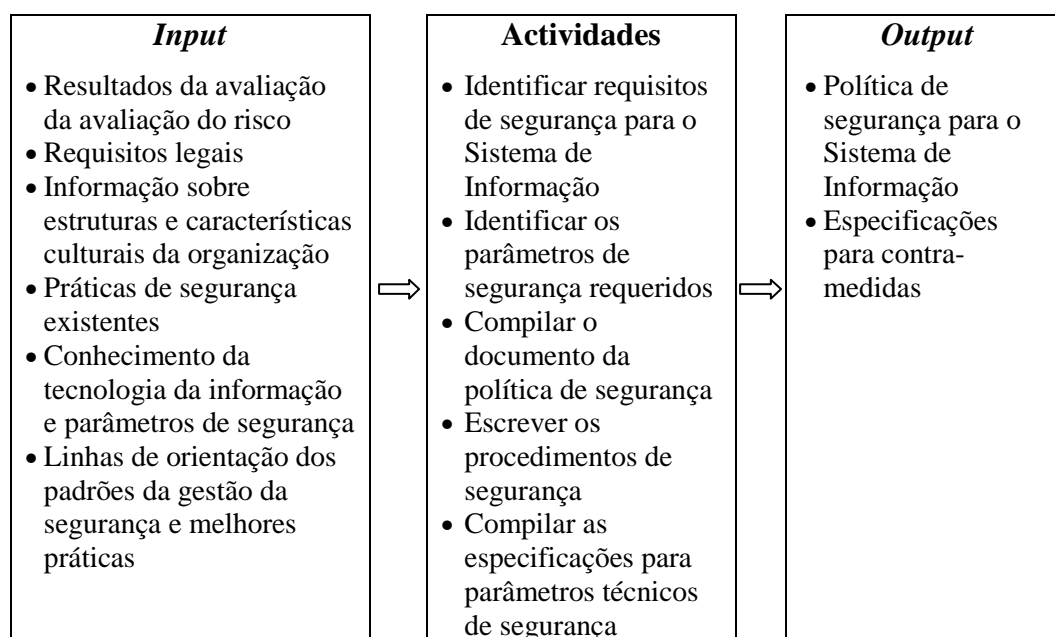 Input
• Resultados da avaliação
da avaliação do risco
• Requisitos legais
• Informação sobre
estruturas e características
culturais da organização
• Práticas de segurança
existentes
• Conhecimento da
tecnologia da informação
e parâmetros de segurança
• Linhas de orientação dos
padrões da gestão da
segurança e melhores
práticas
Actividades
• Identificar requisitos
de segurança para o
Sistema de
Informação
• Identificar os
parâmetros de
segurança requeridos
• Compilar o
documento da
política de segurança
• Escrever os
procedimentos de
segurança
• Compilar as
especificações para
parâmetros técnicos
de segurança
Output
• Política de
segurança para o
Sistema de
Informação
• Especificações
para contra-
medidas